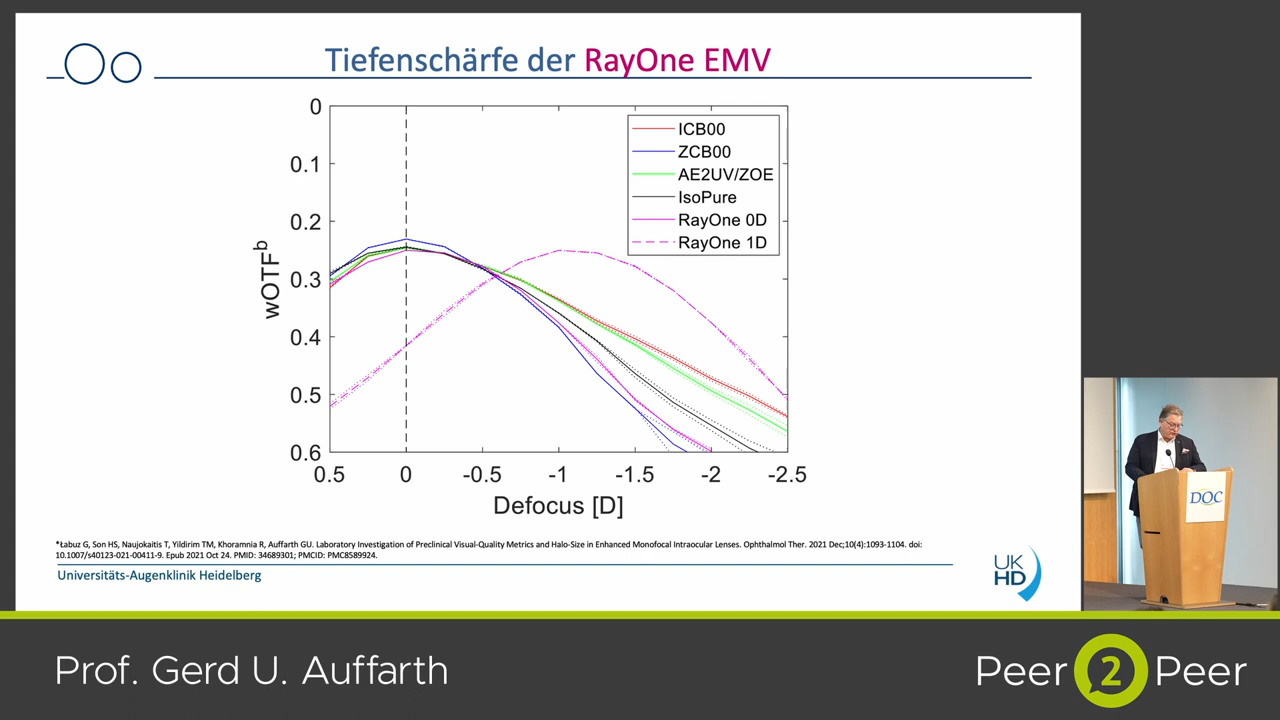 Tiefenschärfe der RayOne EMV
0
0.1
0.2
0.3
0.4
0.5
0.6
wOTFᵇ
ICB00
ZCB00
AE2UV/ZOE
IsoPure
RayOne 0D
RayOne 1D
0.5
0
-0.5
-1
-1.5
-2
-2.5
Defocus [D]
*Łabuz G, Son HS, Naujokaitis T, Yildirim TM, Khoramnia R, Auffarth GU. Laboratory Investigation of Preclinical Visual-Quality Metrics and Halo-Size in Enhanced Monofocal Intraocular Lenses. Ophthalmol Ther. 2021 Dec;10(4):1093-1104. doi:
10.1007/s40123-021-00411-9. Epub 2021 Oct 24. PMID: 34689301; PMCID: PMC8589924.
Universitäts-Augenklinik Heidelberg
UK
HD
DOC
Prof. Gerd U. Auffarth
Peer 2 Peer